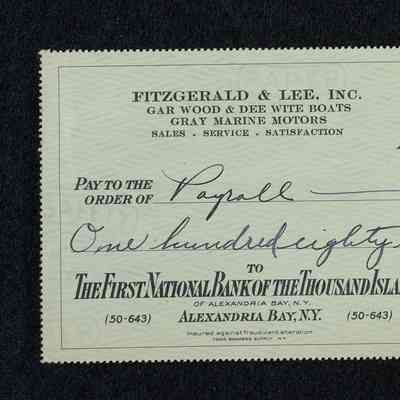 FITZGERALD & LEE, INC.
GAR WOOD & DEE WITE BOATS
GRAY MARINE MOTORS
SALES - SERVICE - SATISFACTION
PAY TO THE
ORDER OF Payroll
One hundred eighty
TO
THE FIRST NATIONAL BANK OF THE THOUSAND ISLA
OF ALEXANDRIA BAY, N.Y.
(50-643) ALEXANDRIA BAY, N.Y. (50-643)
Insured against fraudulent alteration